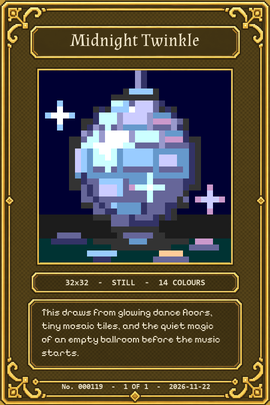 Midnight Twinkle
32x32 - STILL - 14 COLOURS
This draws from glowing dance floors,
tiny mosaic tiles, and the quiet magic
of an empty ballroom before the music
starts.
No. 000119 - 1 OF 1 - 2026-11-22